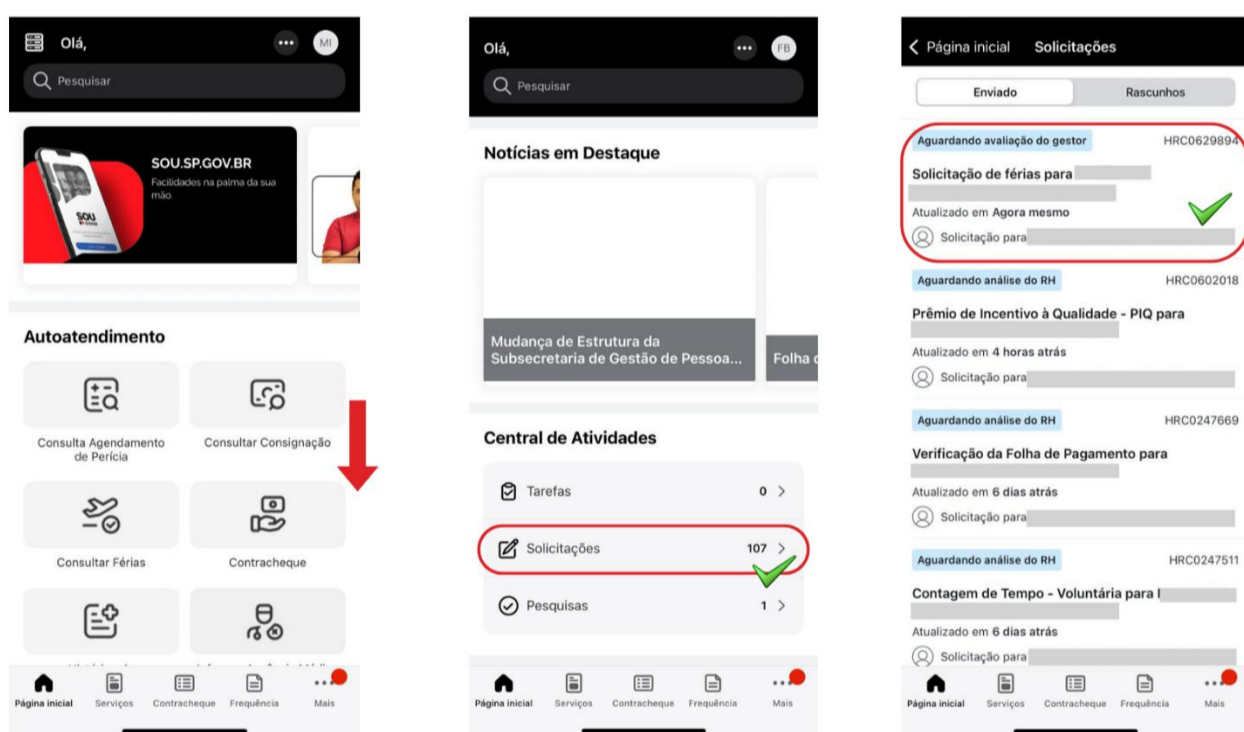 Olá,
MI
Pesquisar
SOU.SP.GOV.BR
Facilidades na palma da sua
mão.
SOU
Autoatendimento
Consulta Agendamento
de Perícia
Consultar Consignação
Consultar Férias
Contracheque
Página inicial
Serviços
Contracheque
Frequência
Mais
Olá,
FB
Pesquisar
Notícias em Destaque
Mudança de Estrutura da
Subsecretaria de Gestão de Pessoa...
Folha
Central de Atividades
Tarefas 0
Solicitações 107
Pesquisas 1
Página inicial
Serviços
Contracheque
Frequência
Mais
Página inicial Solicitações
Enviado
Rascunhos
Aguardando avaliação do gestor HRC0629894
Solicitação de férias para
Atualizado em Agora mesmo
Solicitação para
Aguardando análise do RH HRC0602018
Prêmio de Incentivo à Qualidade - PIQ para
Atualizado em 4 horas atrás
Solicitação para
Aguardando análise do RH HRC0247669
Verificação da Folha de Pagamento para
Atualizado em 6 dias atrás
Solicitação para
Aguardando análise do RH HRC0247511
Contagem de Tempo - Voluntária para
Atualizado em 6 dias atrás
Solicitação para
Página inicial
Serviços
Contracheque
Frequência
Mais